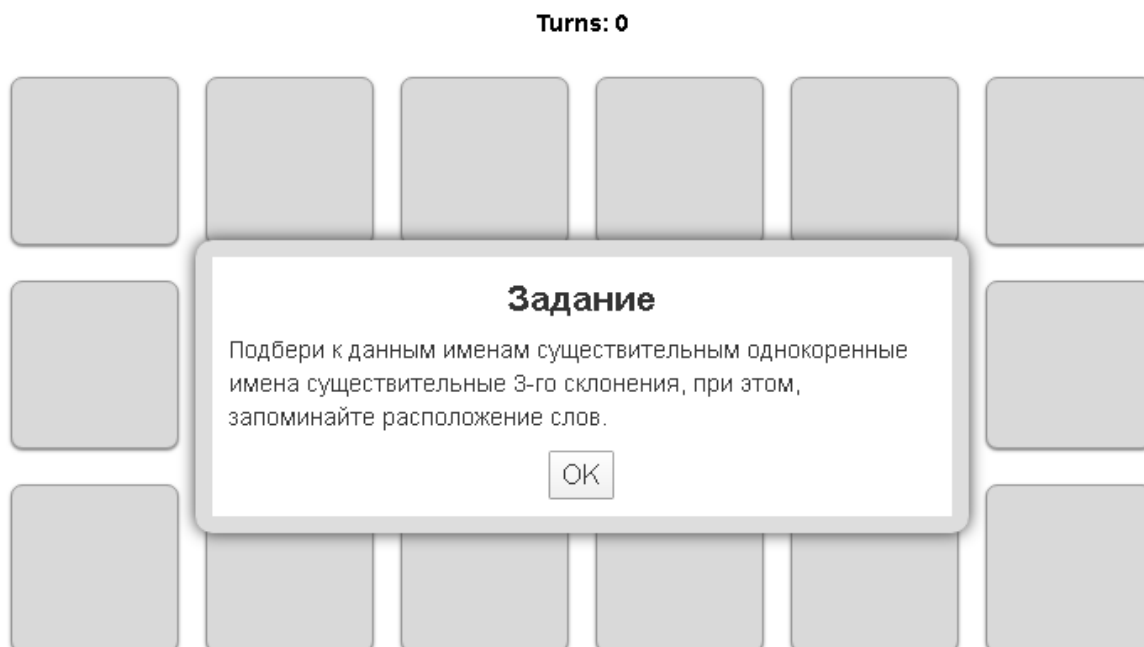 Turns: 0
Задание
Подбери к данным именам существительным однокоренные
имена существительные 3-го склонения, при этом,
запоминайте расположение слов.
OK